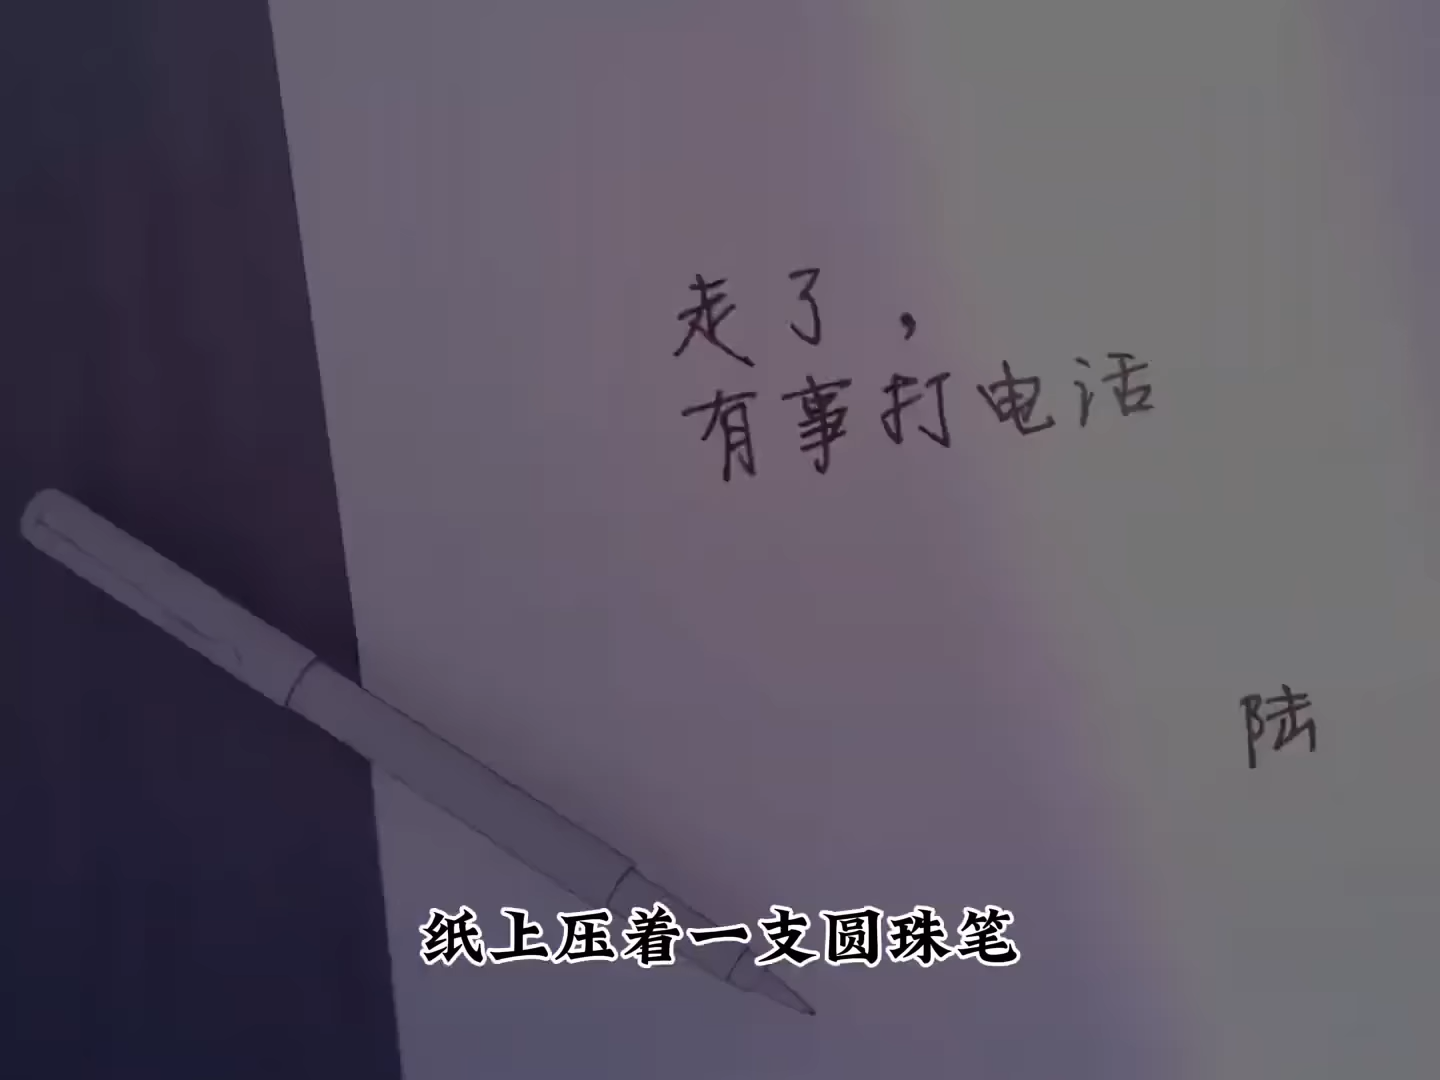 走了，
有事打电话
陆
纸上压着一支圆珠笔